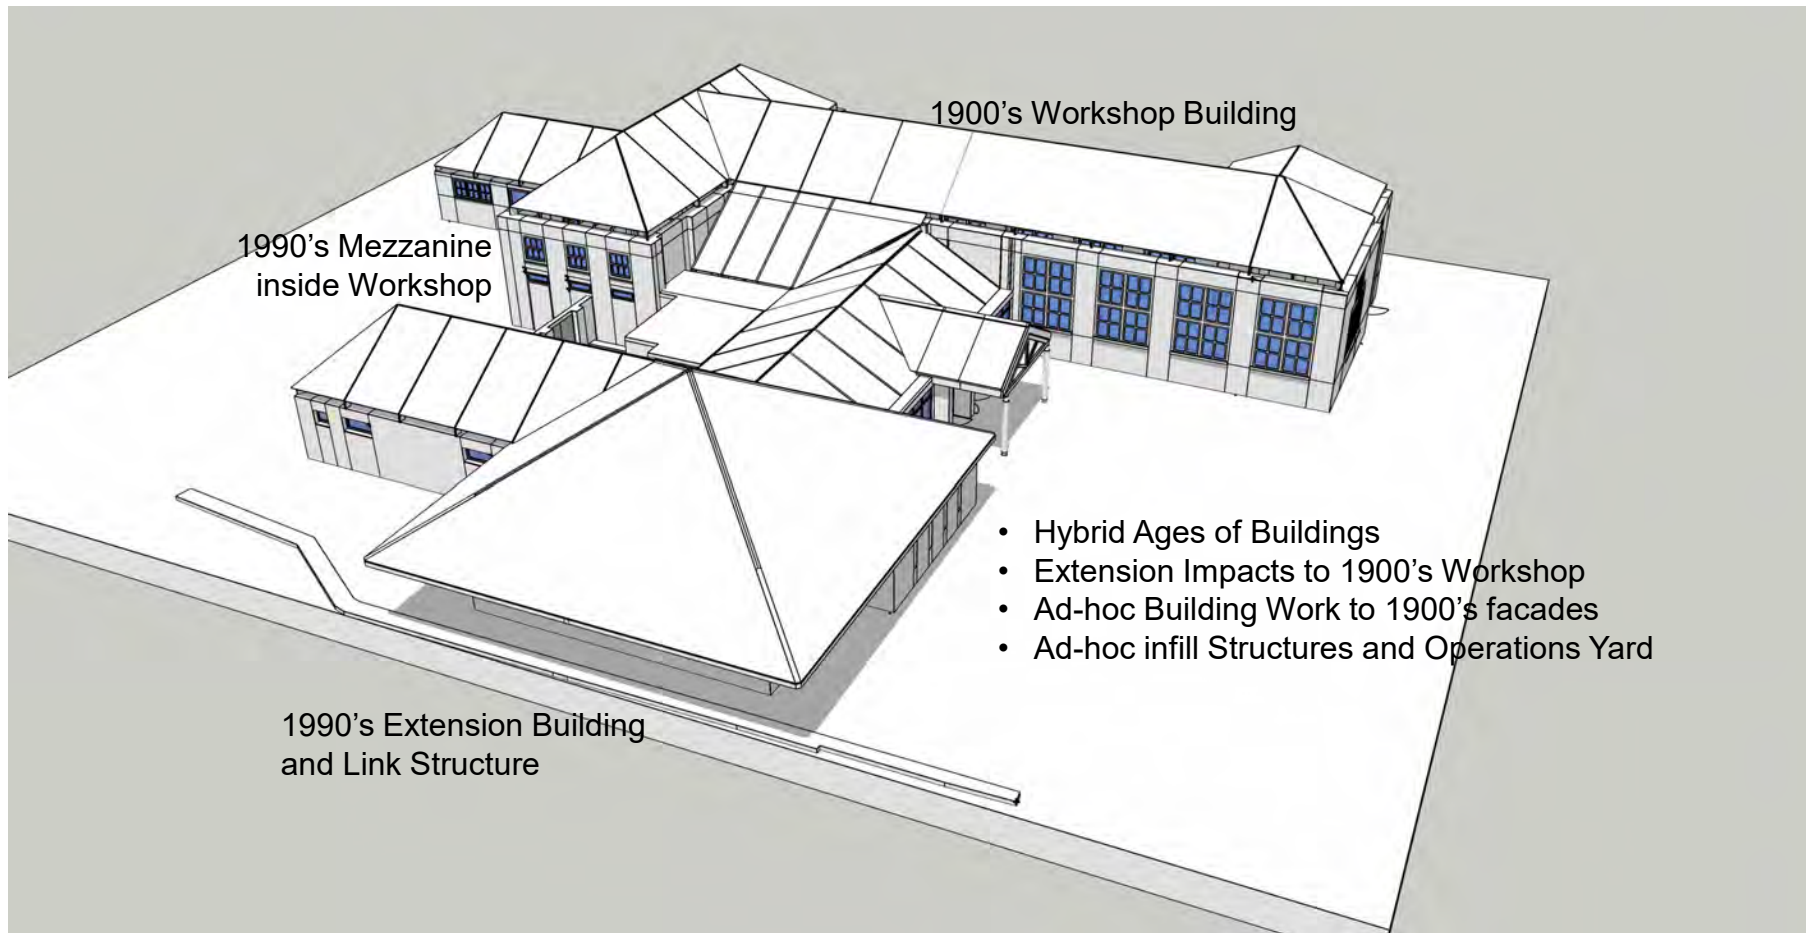 1900’s Workshop Building
1990’s Mezzanine
inside Workshop
• Hybrid Ages of Buildings
• Extension Impacts to 1900’s Workshop
• Ad-hoc Building Work to 1900’s facades
• Ad-hoc infill Structures and Operations Yard
1990’s Extension Building
and Link Structure